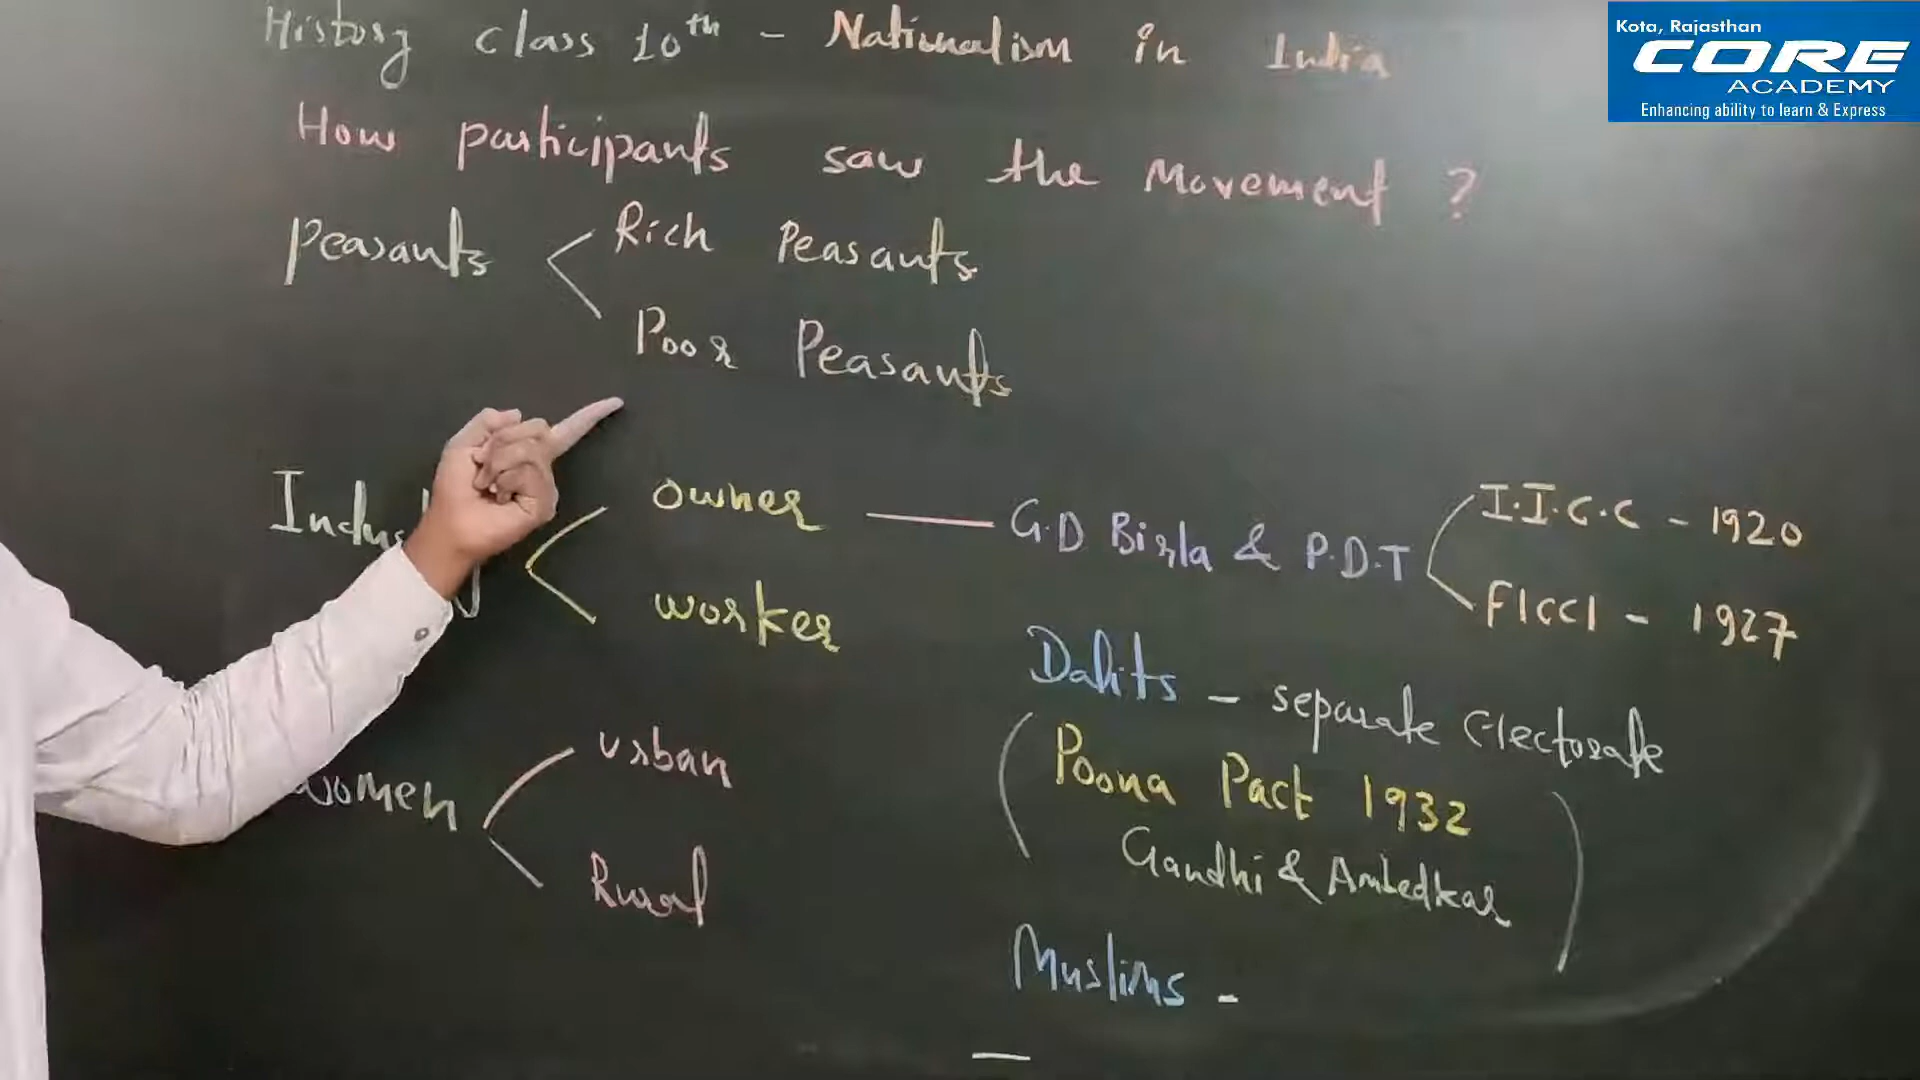 History class 10th - Nationalism in India
Kota, Rajasthan
CORE
ACADEMY
Enhancing ability to learn & Express
How participants saw the Movement ?
Peasants
Rich Peasants
Poor Peasants
owner
worker
G.D Birla & P.D.T
I.I.C.C - 1920
FICCI - 1927
Dalits - separate Electorate
Poona Pact 1932
Gandhi & Ambedkar
women
urban
Rural
Muslims -